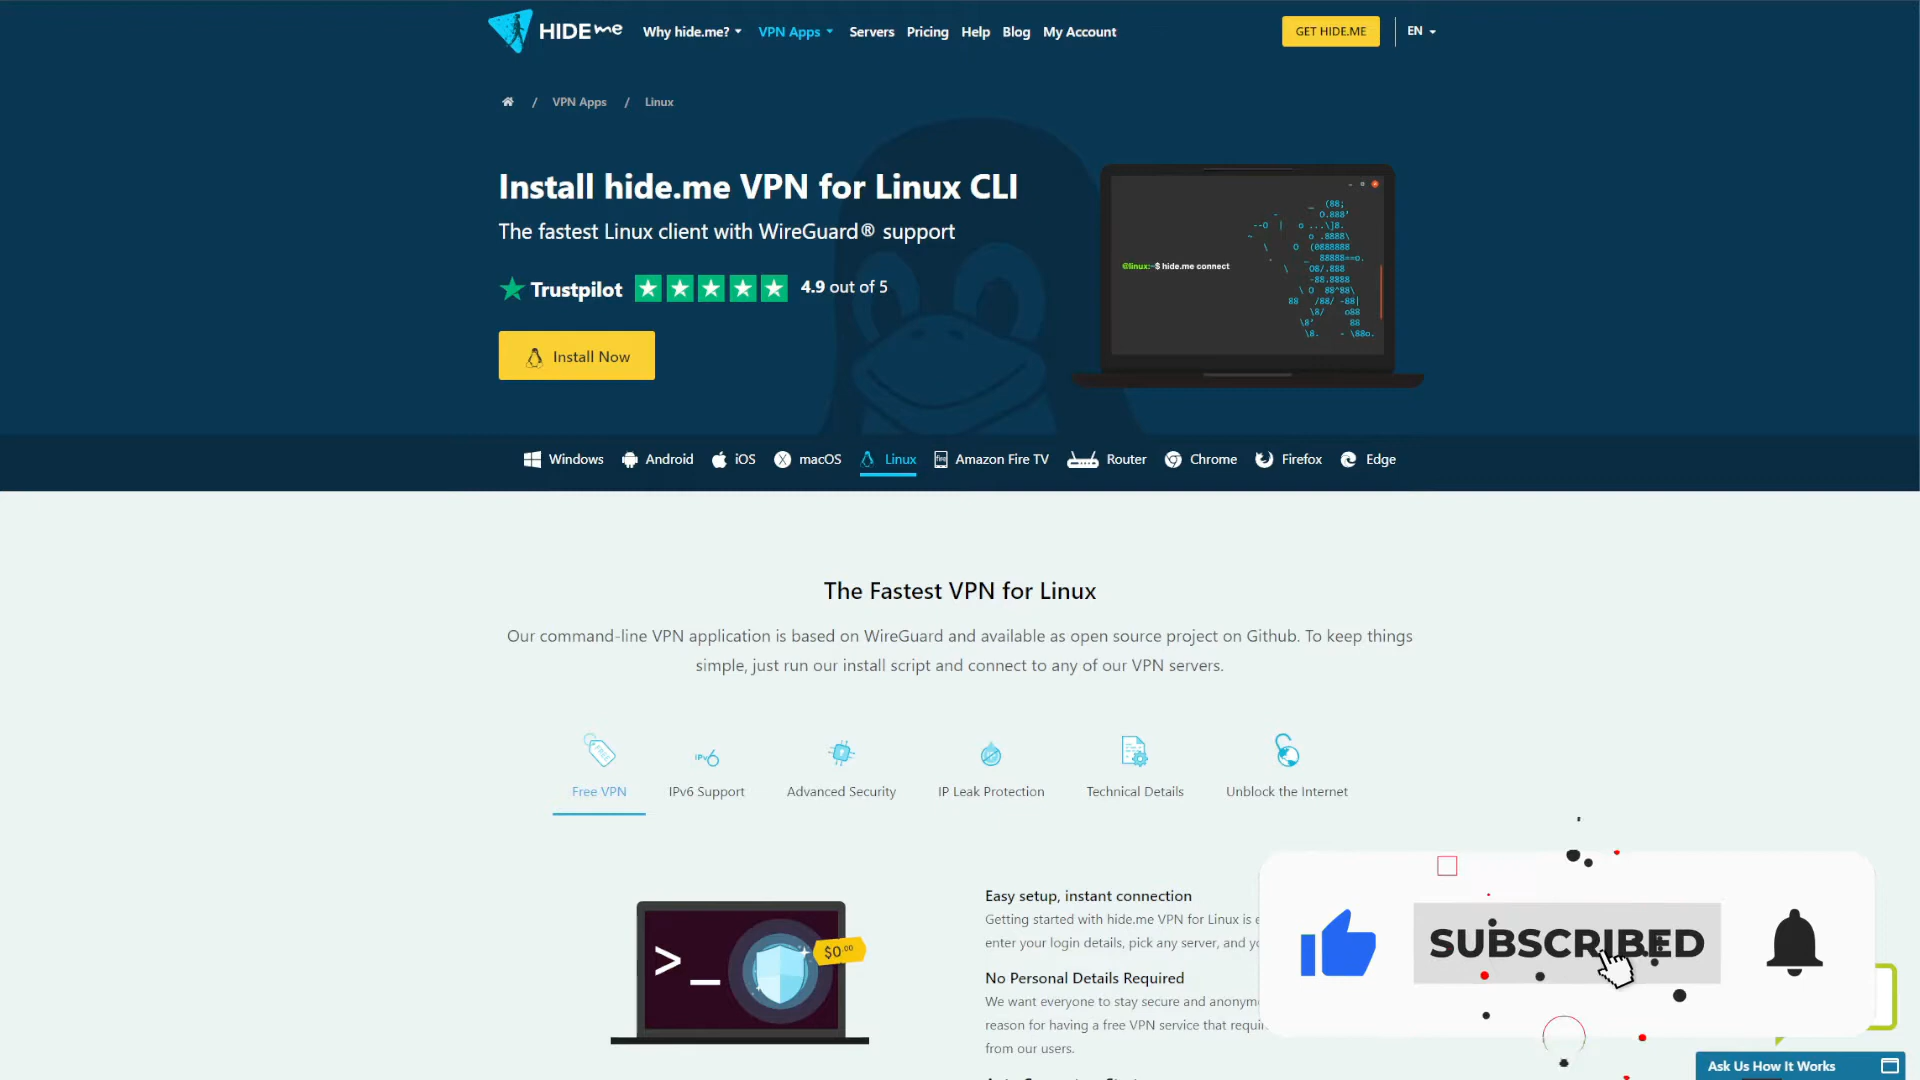 HIDE me
Why hide.me?
VPN Apps
Servers
Pricing
Help
Blog
My Account
GET HIDE.ME
EN
/ VPN Apps / Linux
Install hide.me VPN for Linux CLI
The fastest Linux client with WireGuard® support
Trustpilot
4.9 out of 5
Install Now
@linux:~$ hide.me connect
Windows
Android
iOS
macOS
Linux
Amazon Fire TV
Router
Chrome
Firefox
Edge
The Fastest VPN for Linux
Our command-line VPN application is based on WireGuard and available as open source project on Github. To keep things
simple, just run our install script and connect to any of our VPN servers.
FREE
IPv6
Free VPN
IPv6 Support
Advanced Security
IP Leak Protection
Technical Details
Unblock the Internet
>_
$0.00
Easy setup, instant connection
Getting started with hide.me VPN for Linux is e
enter your login details, pick any server, and yo
No Personal Details Required
We want everyone to stay secure and anonym
reason for having a free VPN service that requi
from our users.
SUBSCRIBED
Ask Us How It Works